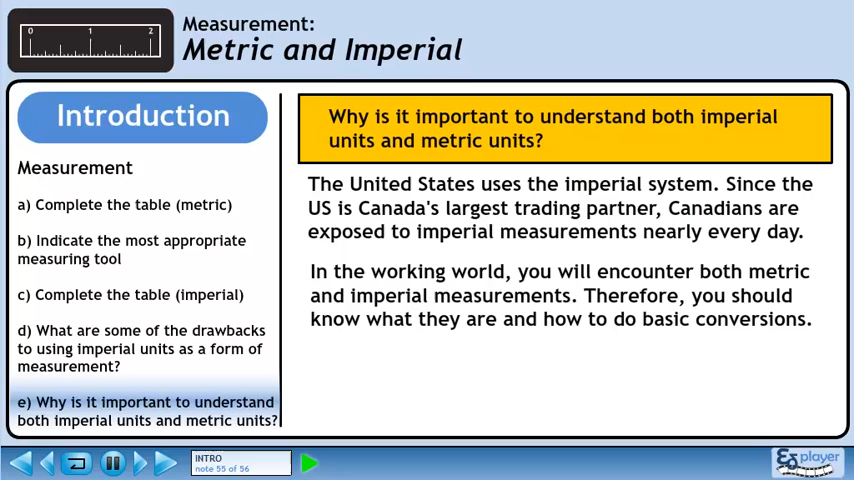 0 1 2
Measurement:
Metric and Imperial
Introduction
Measurement
a) Complete the table (metric)
b) Indicate the most appropriate
measuring tool
c) Complete the table (imperial)
d) What are some of the drawbacks
to using imperial units as a form of
measurement?
e) Why is it important to understand
both imperial units and metric units?
Why is it important to understand both imperial
units and metric units?
The United States uses the imperial system. Since the
US is Canada's largest trading partner, Canadians are
exposed to imperial measurements nearly every day.
In the working world, you will encounter both metric
and imperial measurements. Therefore, you should
know what they are and how to do basic conversions.
INTRO
note 55 of 56
player